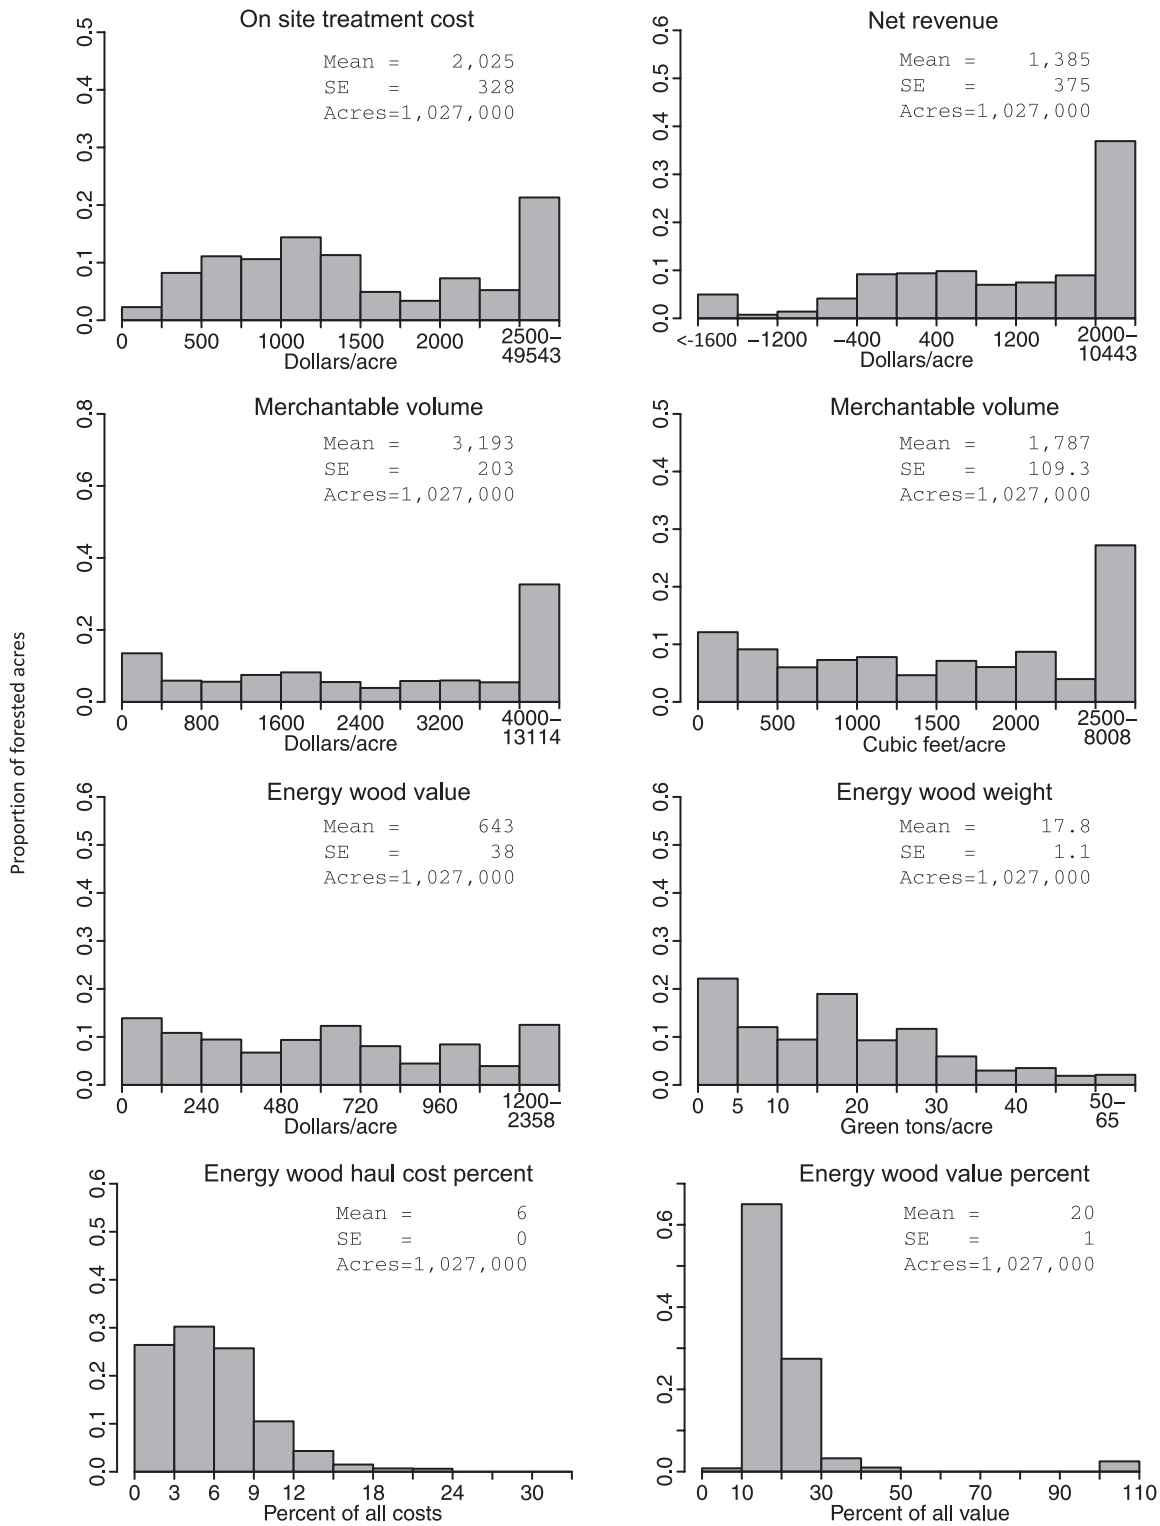 Proportion of forested acres
On site treatment cost
Mean = 2,025
SE = 328
Acres=1,027,000
0.0 0.1 0.2 0.3 0.4 0.5
0 500 1000 1500 2000 2500–
49543
Dollars/acre
Net revenue
Mean = 1,385
SE = 375
Acres=1,027,000
0.0 0.1 0.2 0.3 0.4 0.5 0.6
<-1600 −1200 −400 400 1200 2000−
10443
Dollars/acre
Merchantable volume
Mean = 3,193
SE = 203
Acres=1,027,000
0.0 0.2 0.4 0.6 0.8
0 800 1600 2400 3200 4000−
13114
Dollars/acre
Merchantable volume
Mean = 1,787
SE = 109.3
Acres=1,027,000
0.0 0.1 0.2 0.3 0.4 0.5
0 500 1000 1500 2000 2500−
8008
Cubic feet/acre
Energy wood value
Mean = 643
SE = 38
Acres=1,027,000
0.0 0.1 0.2 0.3 0.4 0.5 0.6
0 240 480 720 960 1200−
2358
Dollars/acre
Energy wood weight
Mean = 17.8
SE = 1.1
Acres=1,027,000
0.0 0.1 0.2 0.3 0.4 0.5 0.6
0 5 10 20 30 40 50−
65
Green tons/acre
Energy wood haul cost percent
Mean = 6
SE = 0
Acres=1,027,000
0.0 0.1 0.2 0.3 0.4 0.5 0.6
0 3 6 9 12 18 24 30
Percent of all costs
Energy wood value percent
Mean = 20
SE = 1
Acres=1,027,000
0.0 0.2 0.4 0.6
0 10 30 50 70 90 110
Percent of all value